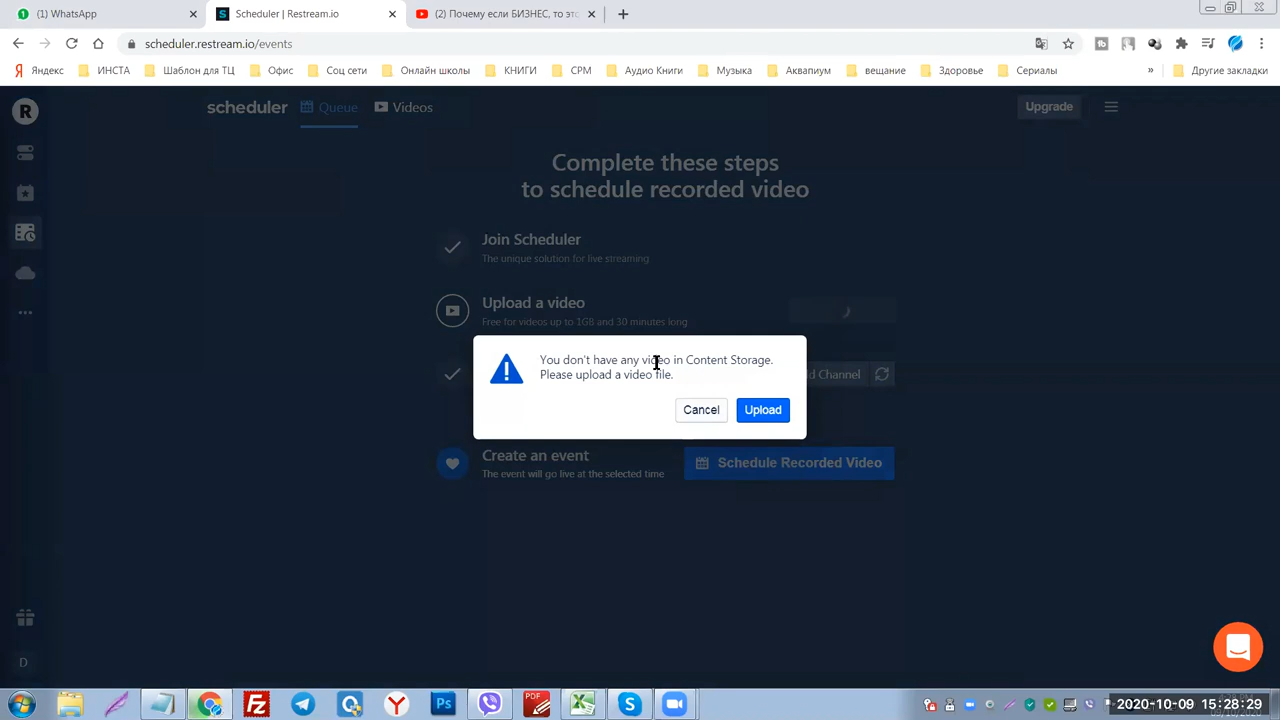 (1) WhatsApp
Scheduler | Restream.io
(2) Почему если БИЗНЕС, то это
scheduler.restream.io/events
Яндекс
ИНСТА
Шаблон для ТЦ
Офис
Соц сети
Онлайн школы
КНИГИ
СРМ
Аудио Книги
Музыка
Аквапиум
вещание
Здоровье
Сериалы
»
Другие закладки
R
scheduler
Queue
Videos
Upgrade
Complete these steps
to schedule recorded video
Join Scheduler
The unique solution for live streaming
Upload a video
Free for videos up to 1GB and 30 minutes long
You don't have any video in Content Storage.
Please upload a video file.
Cancel
Upload
Channel
Create an event
The event will go live at the selected time
Schedule Recorded Video
D
2020-10-09 15:28:29